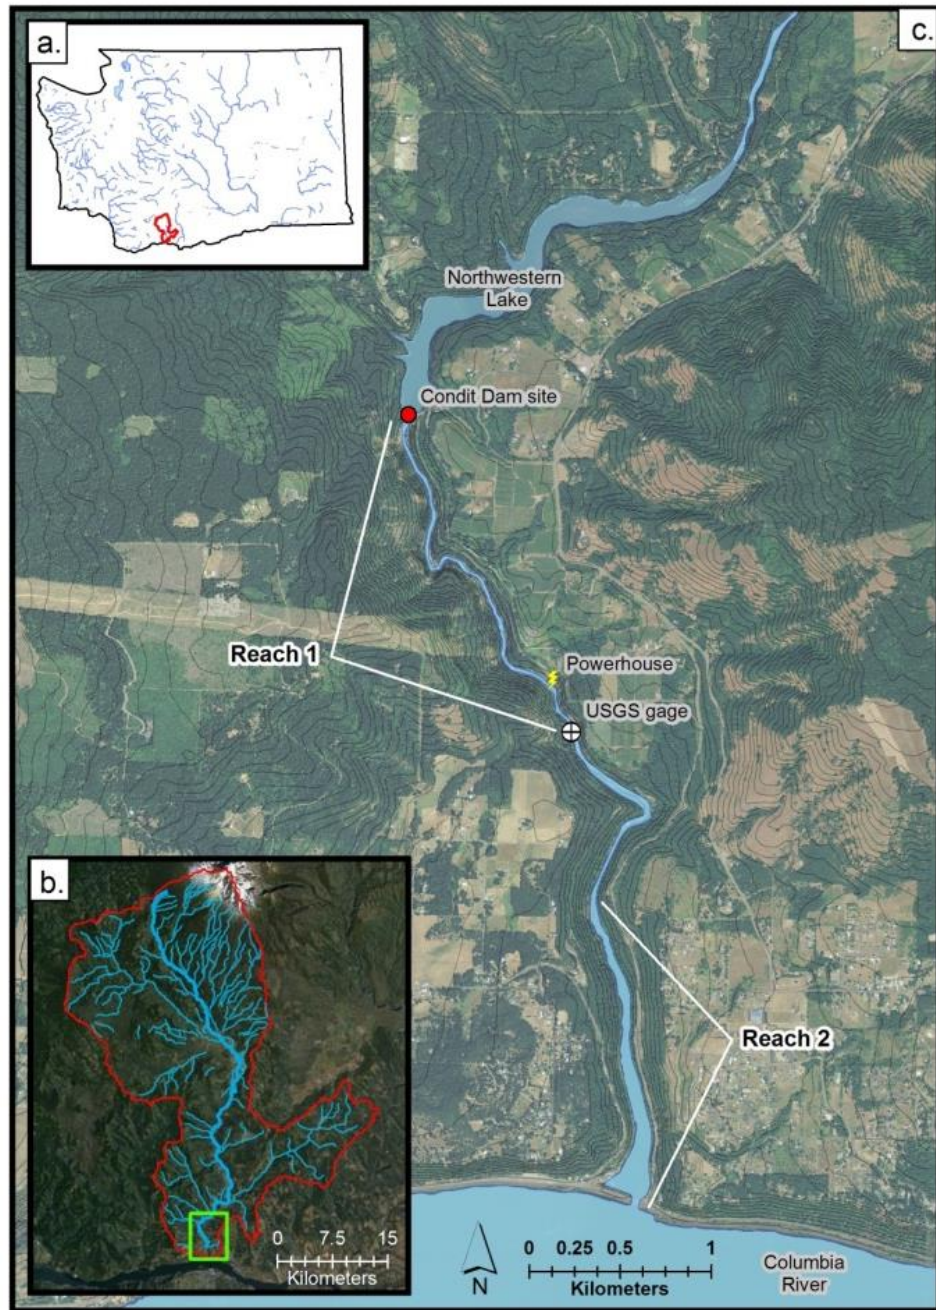 a.
c.
Northwestern
Lake
Condit Dam site
Reach 1
Powerhouse
USGS gage
b.
Reach 2
0 7.5 15
Kilometers
N
0 0.25 0.5 1
Kilometers
Columbia
River